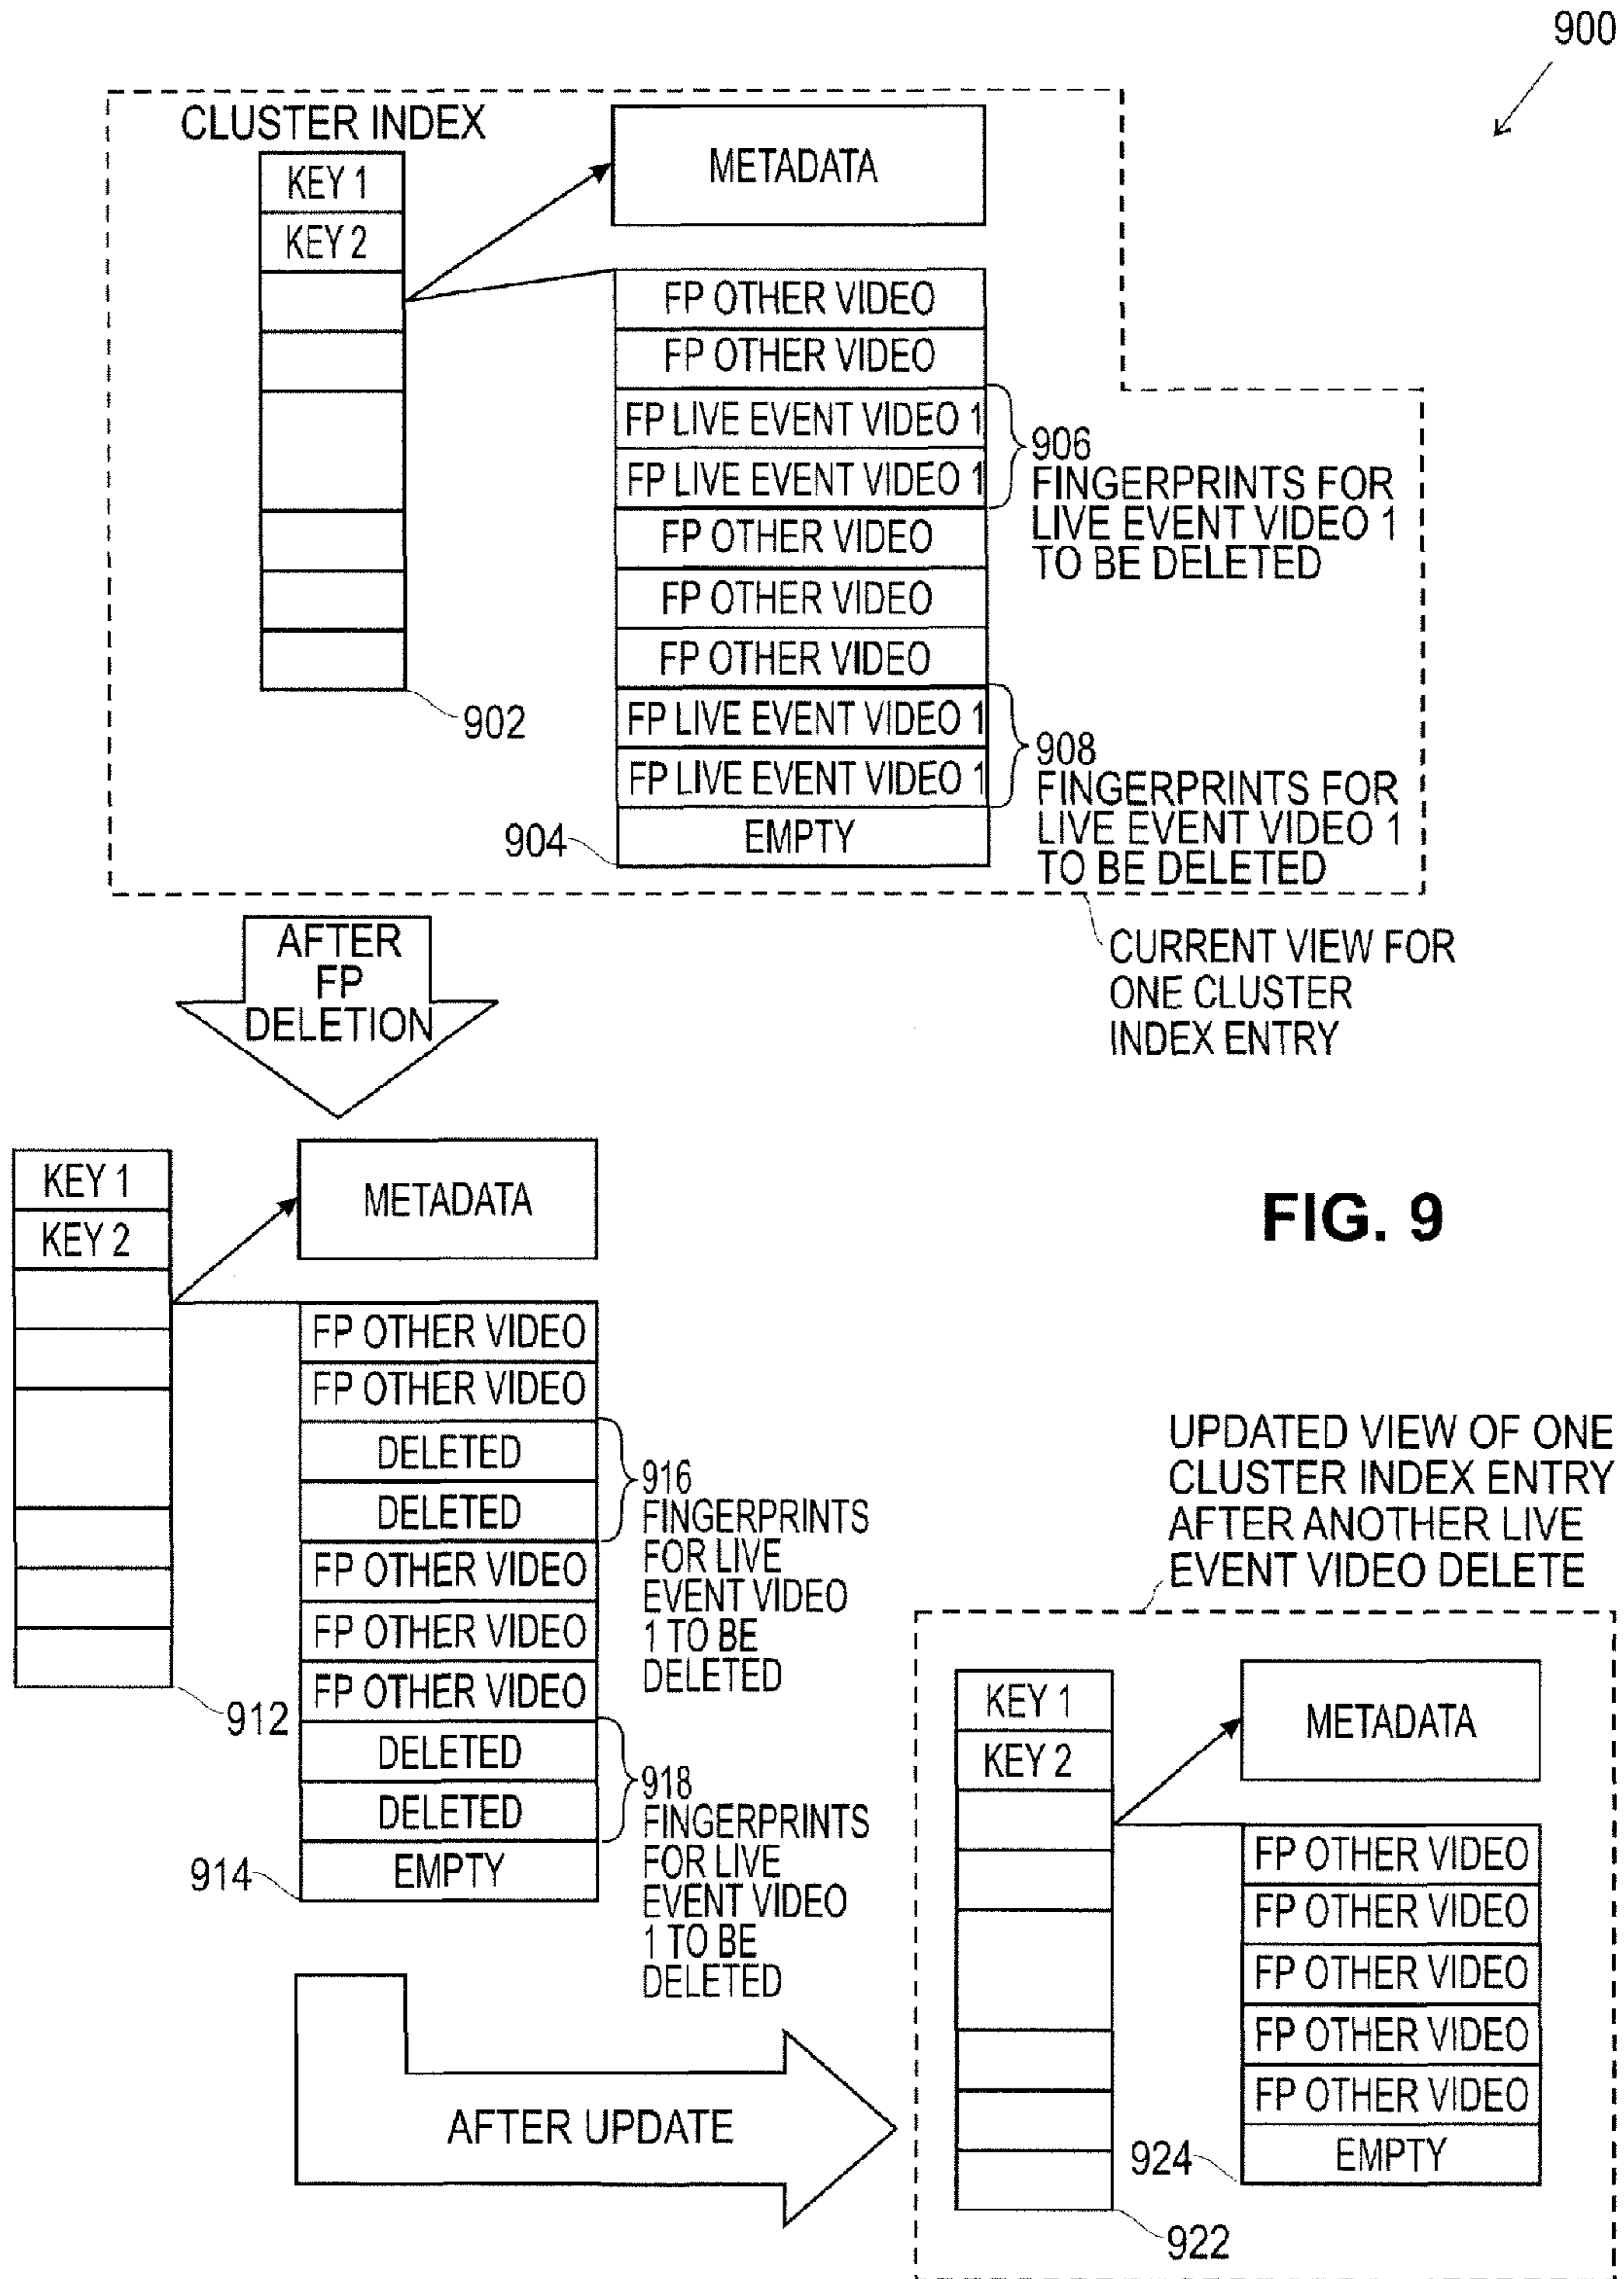 900
CLUSTER INDEX
KEY 1
KEY 2
METADATA
FP OTHER VIDEO
FP OTHER VIDEO
FP LIVE EVENT VIDEO 1
FP LIVE EVENT VIDEO 1
FP OTHER VIDEO
FP OTHER VIDEO
FP OTHER VIDEO
FP LIVE EVENT VIDEO 1
FP LIVE EVENT VIDEO 1
EMPTY
906
FINGERPRINTS FOR
LIVE EVENT VIDEO 1
TO BE DELETED
902
908
FINGERPRINTS FOR
LIVE EVENT VIDEO 1
TO BE DELETED
904
CURRENT VIEW FOR
ONE CLUSTER
INDEX ENTRY
AFTER
FP
DELETION
KEY 1
KEY 2
METADATA
FIG. 9
FP OTHER VIDEO
FP OTHER VIDEO
DELETED
DELETED
FP OTHER VIDEO
FP OTHER VIDEO
FP OTHER VIDEO
DELETED
DELETED
EMPTY
916
FINGERPRINTS
FOR LIVE
EVENT VIDEO
1 TO BE
DELETED
912
918
FINGERPRINTS
FOR LIVE
EVENT VIDEO
1 TO BE
DELETED
914
UPDATED VIEW OF ONE
CLUSTER INDEX ENTRY
AFTER ANOTHER LIVE
EVENT VIDEO DELETE
KEY 1
KEY 2
METADATA
FP OTHER VIDEO
FP OTHER VIDEO
FP OTHER VIDEO
FP OTHER VIDEO
FP OTHER VIDEO
EMPTY
924
922
AFTER UPDATE